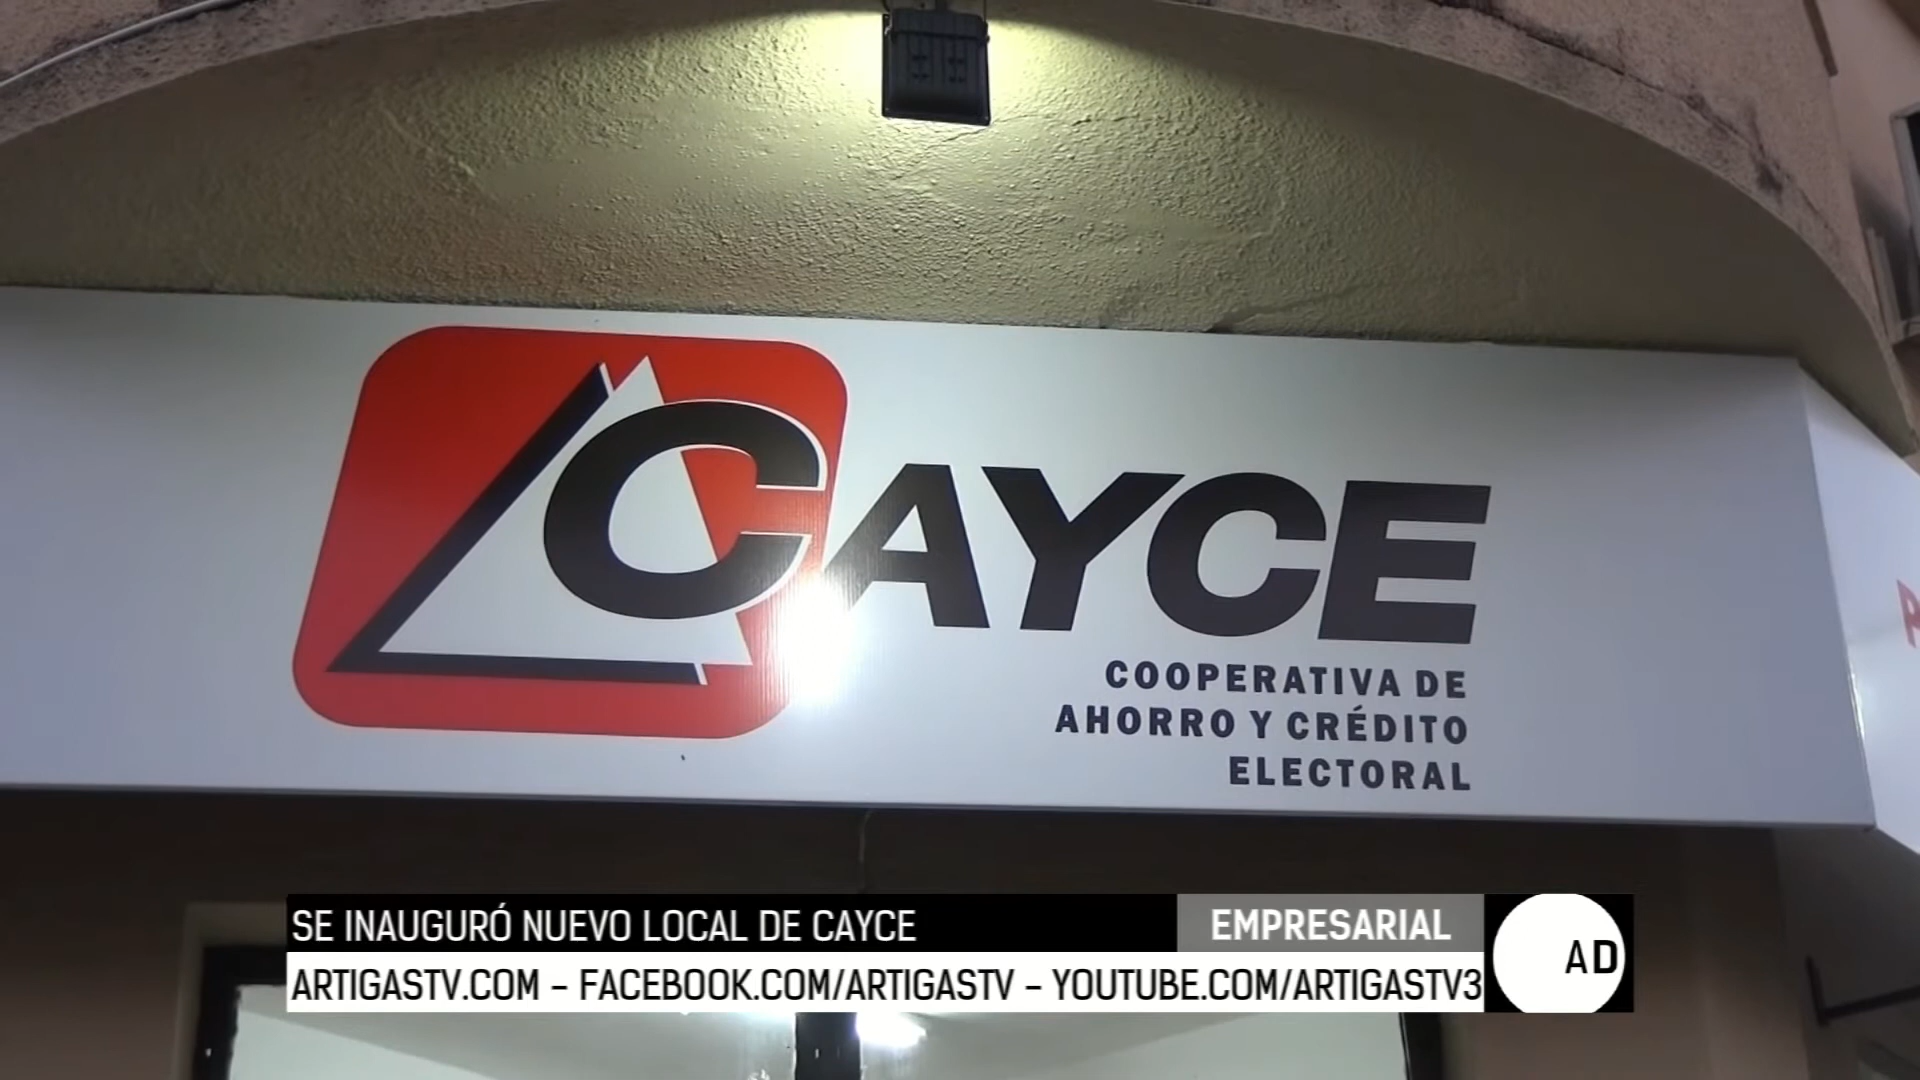 CAYCE
COOPERATIVA DE
AHORRO Y CRÉDITO
ELECTORAL
P
SE INAUGURÓ NUEVO LOCAL DE CAYCE
EMPRESARIAL
AD
ARTIGASTV.COM – FACEBOOK.COM/ARTIGASTV – YOUTUBE.COM/ARTIGASTV3